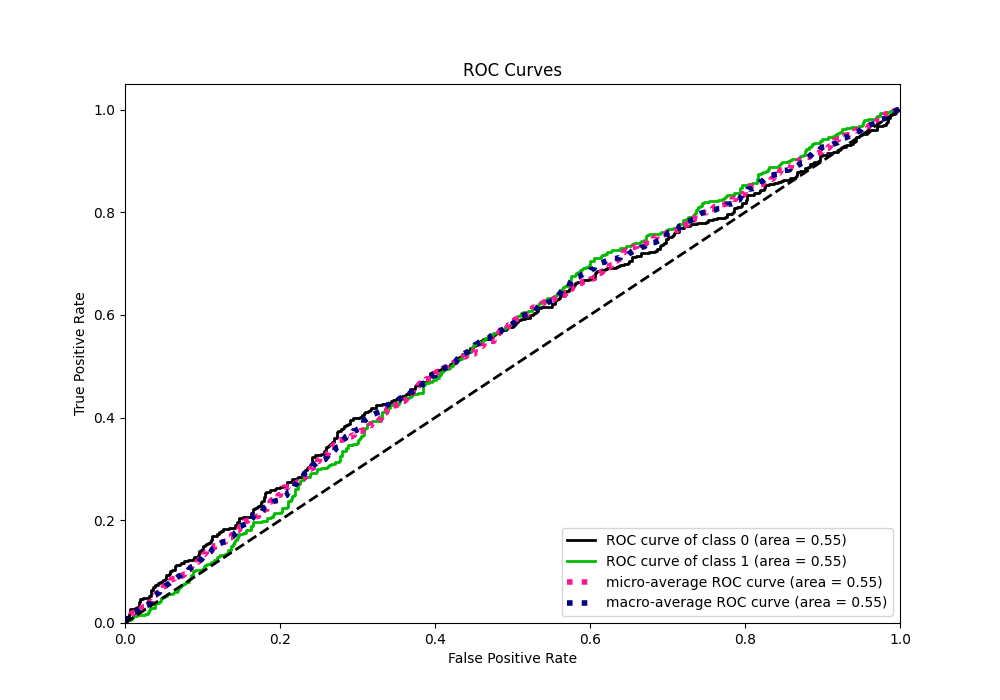 ROC Curves
True Positive Rate
1.0
0.8
0.6
0.4
0.2
0.0
ROC curve of class 0 (area = 0.55)
ROC curve of class 1 (area = 0.55)
micro-average ROC curve (area = 0.55)
macro-average ROC curve (area = 0.55)
0.0 0.2 0.4 0.6 0.8 1.0
False Positive Rate